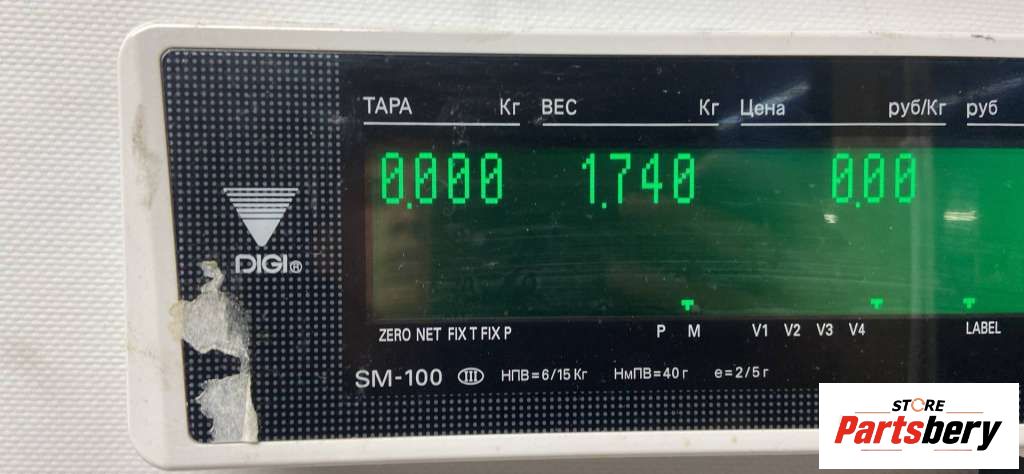 ТАРА Кг ВЕС Кг Цена руб/Кг руб
0.000 1.740 0.00
DIGI®
ZERO NET FIX T FIX P P M V1 V2 V3 V4 LABEL
SM-100 III НПВ=6/15 Кг НмПВ=40 г е=2/5 г
STORE
Partsbery